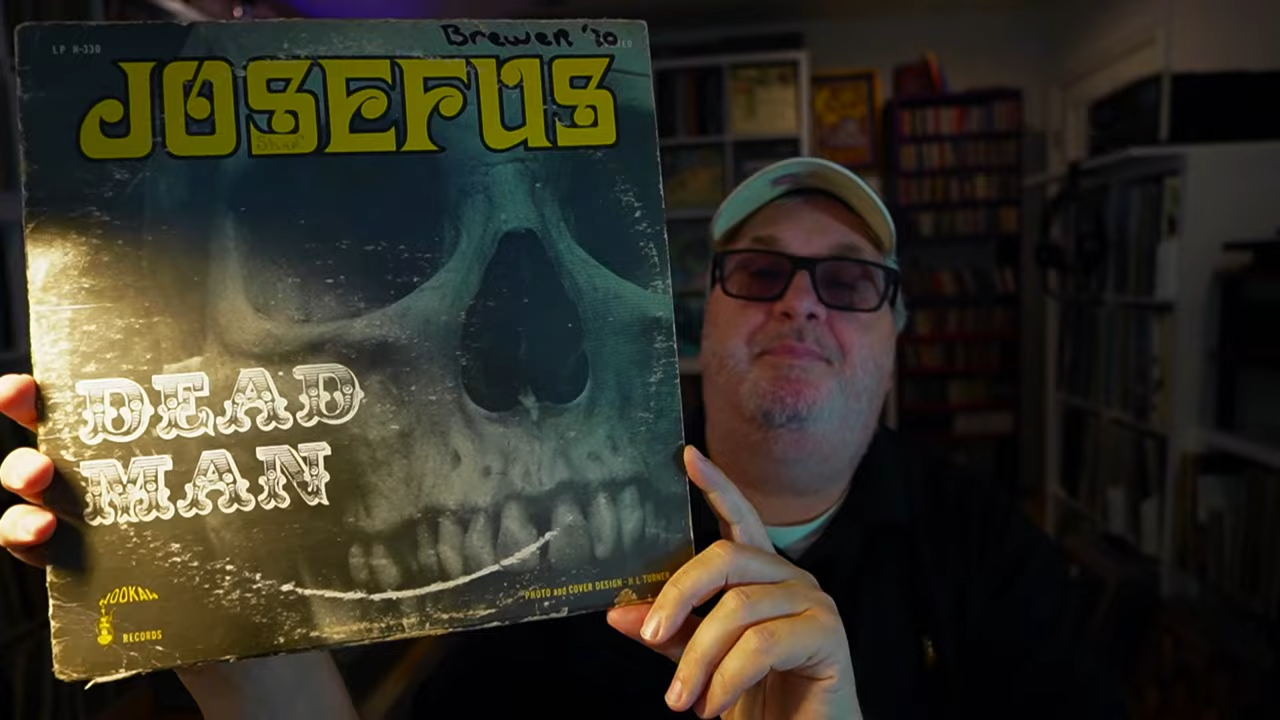 Brewer '70
LP H-330
JOSEFUS
DEAD
MAN
HOOKAH
RECORDS
PHOTO and COVER DESIGN - H L TURNER